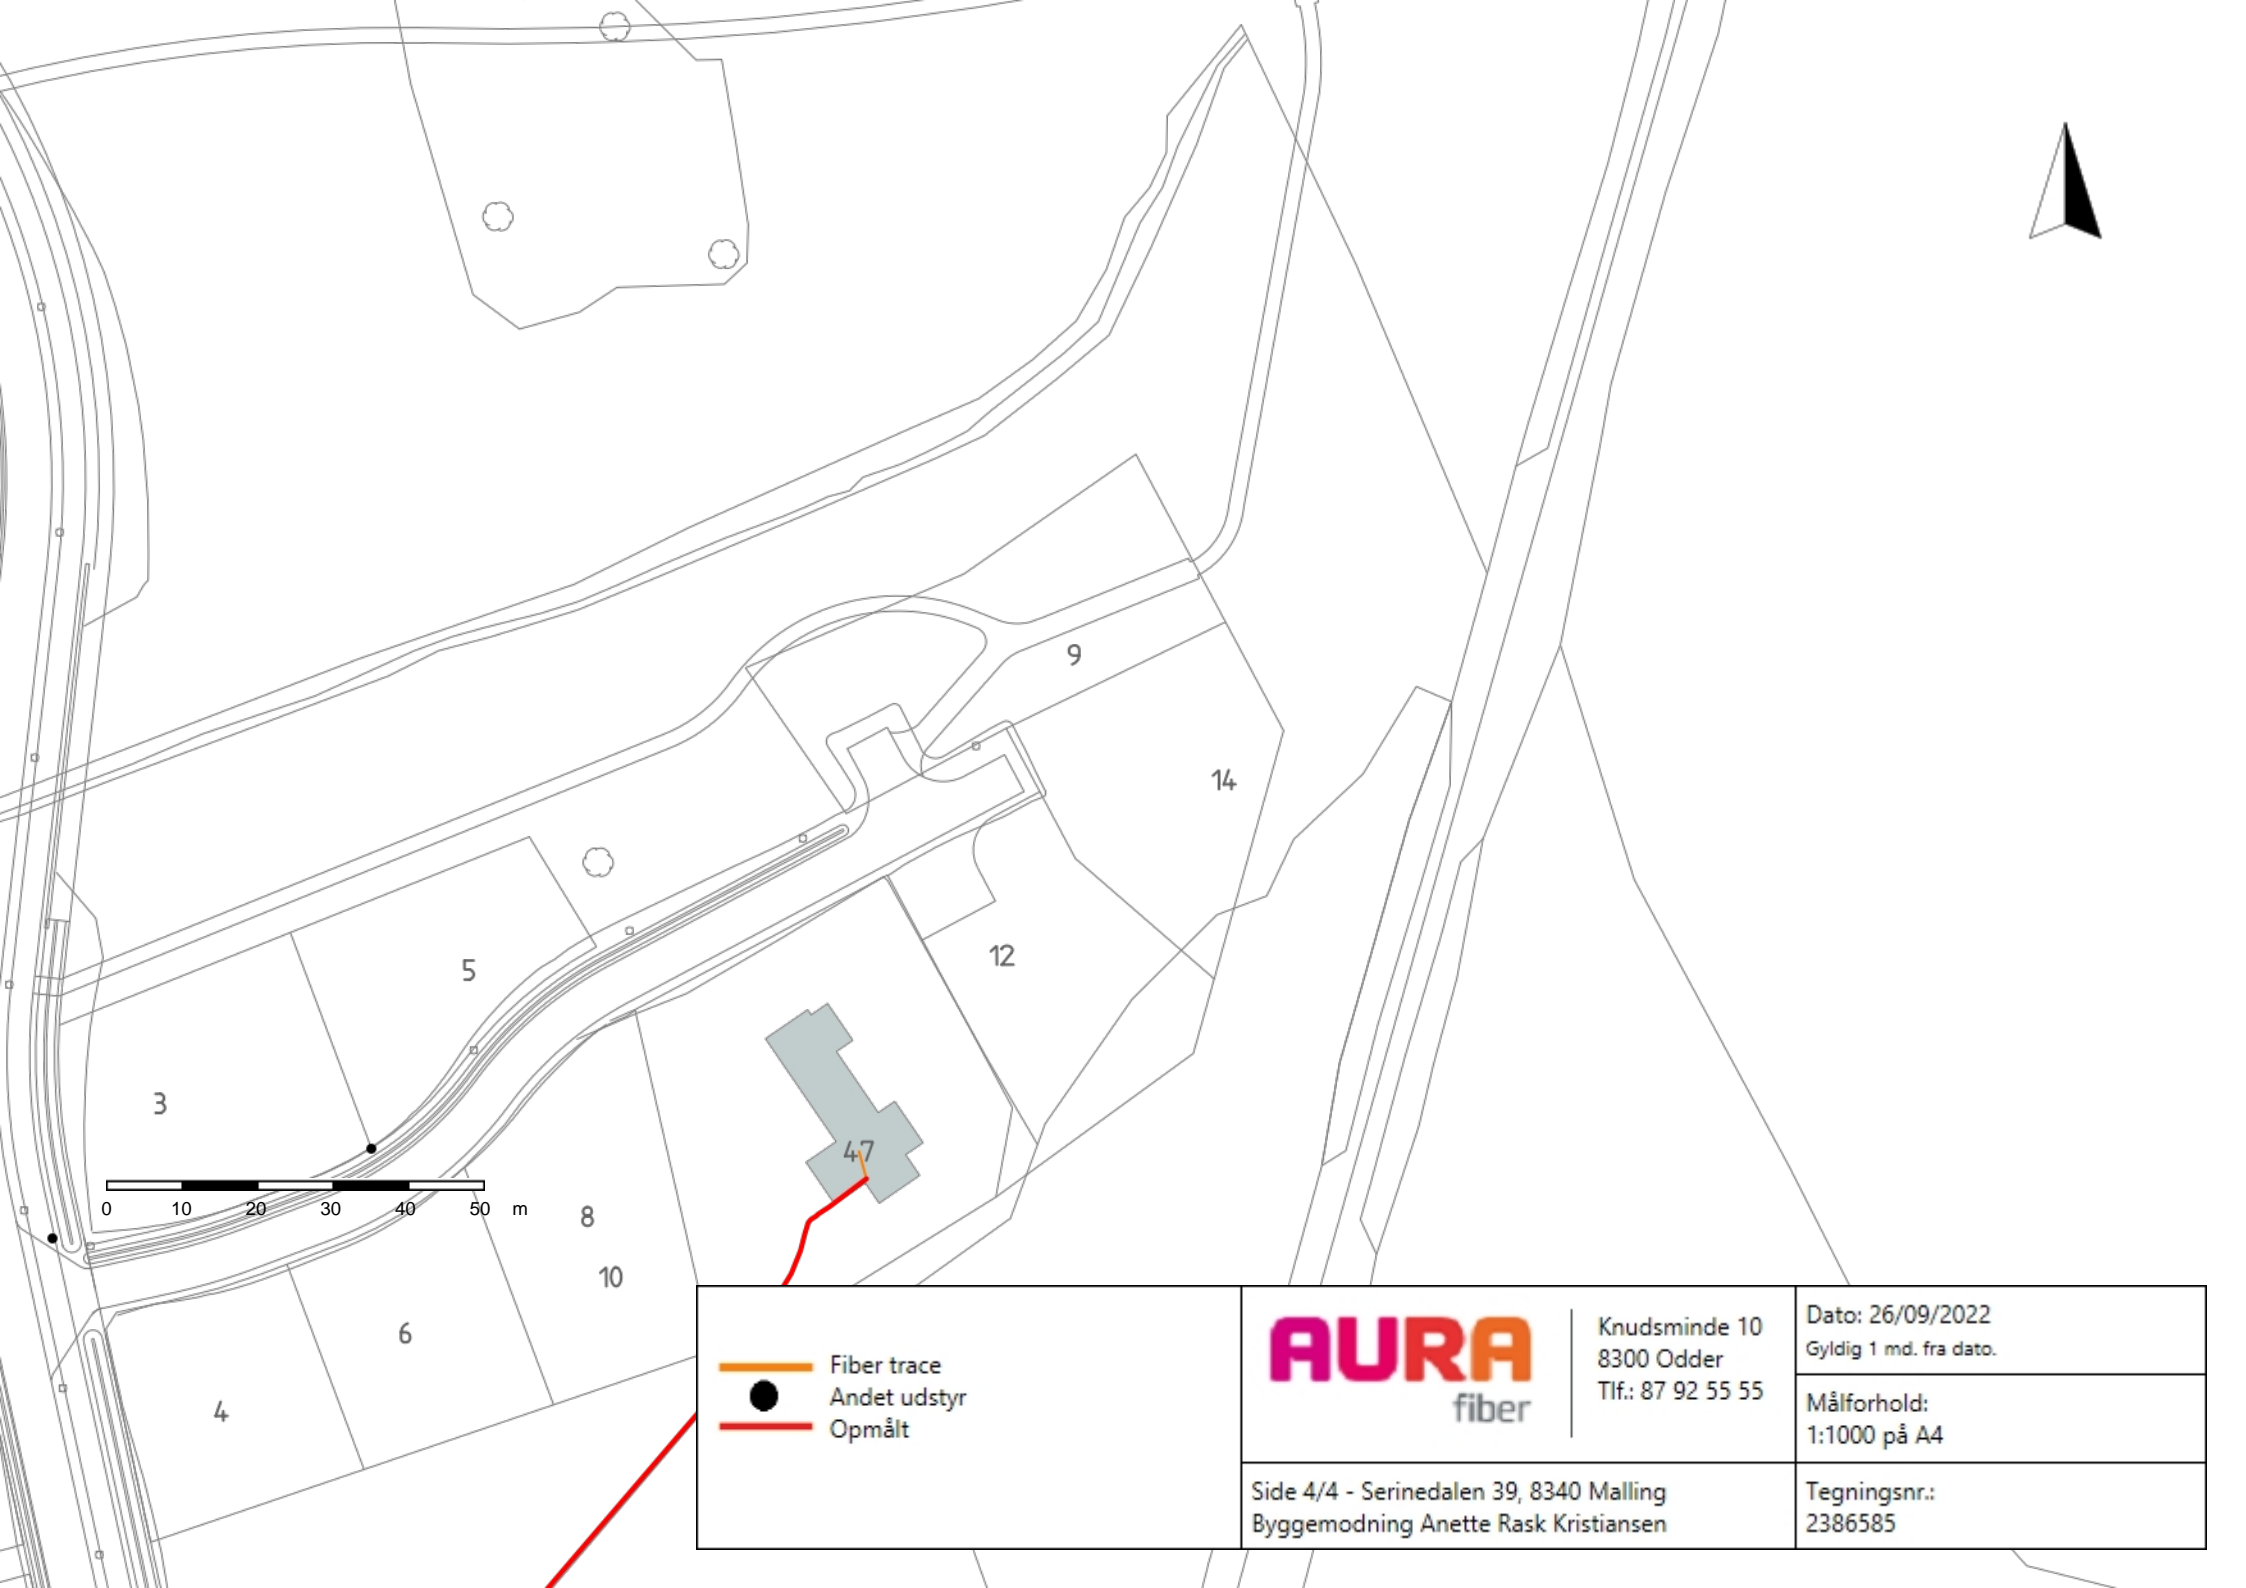 9
14
12
5
3
47
0 10 20 30 40 50 m
8
10
6
4
Fiber trace
Andet udstyr
Opmålt
AURA
fiber
Knudsminde 10
8300 Odder
Tlf.: 87 92 55 55
Dato: 26/09/2022
Gyldig 1 md. fra dato.
Målforhold:
1:1000 på A4
Side 4/4 - Serinedalen 39, 8340 Malling
Byggemodning Anette Rask Kristiansen
Tegningsnr.:
2386585